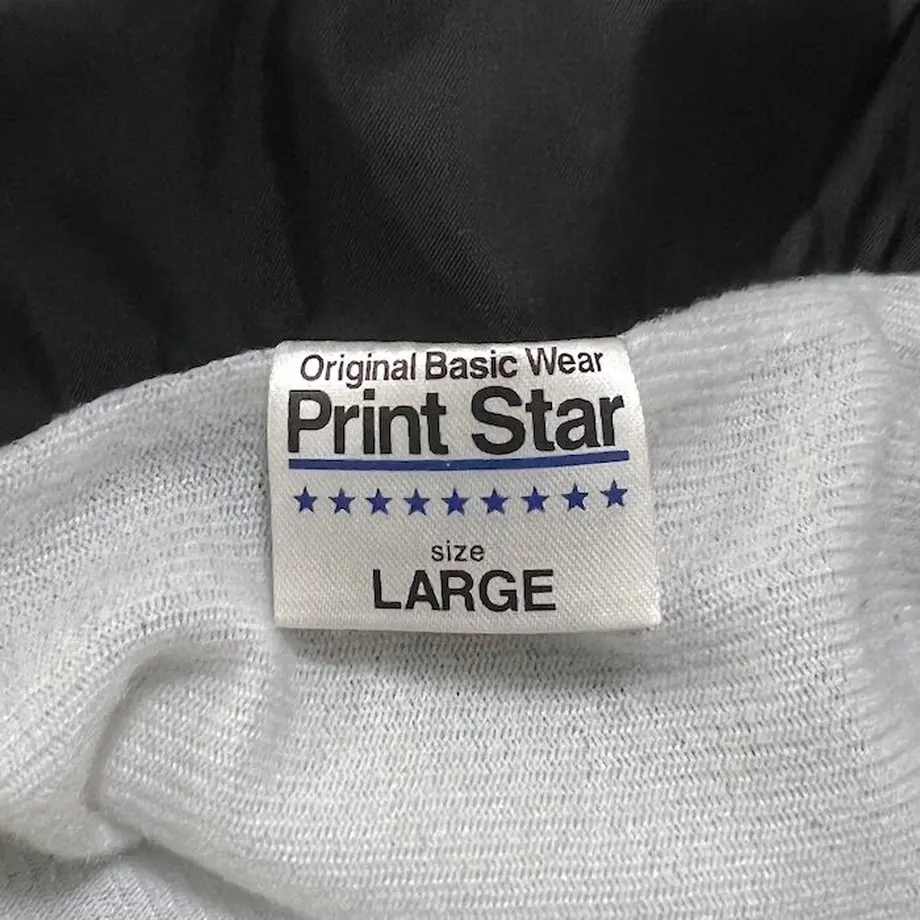 Original Basic Wear
Print Star
★★★★★★★★★
size
LARGE